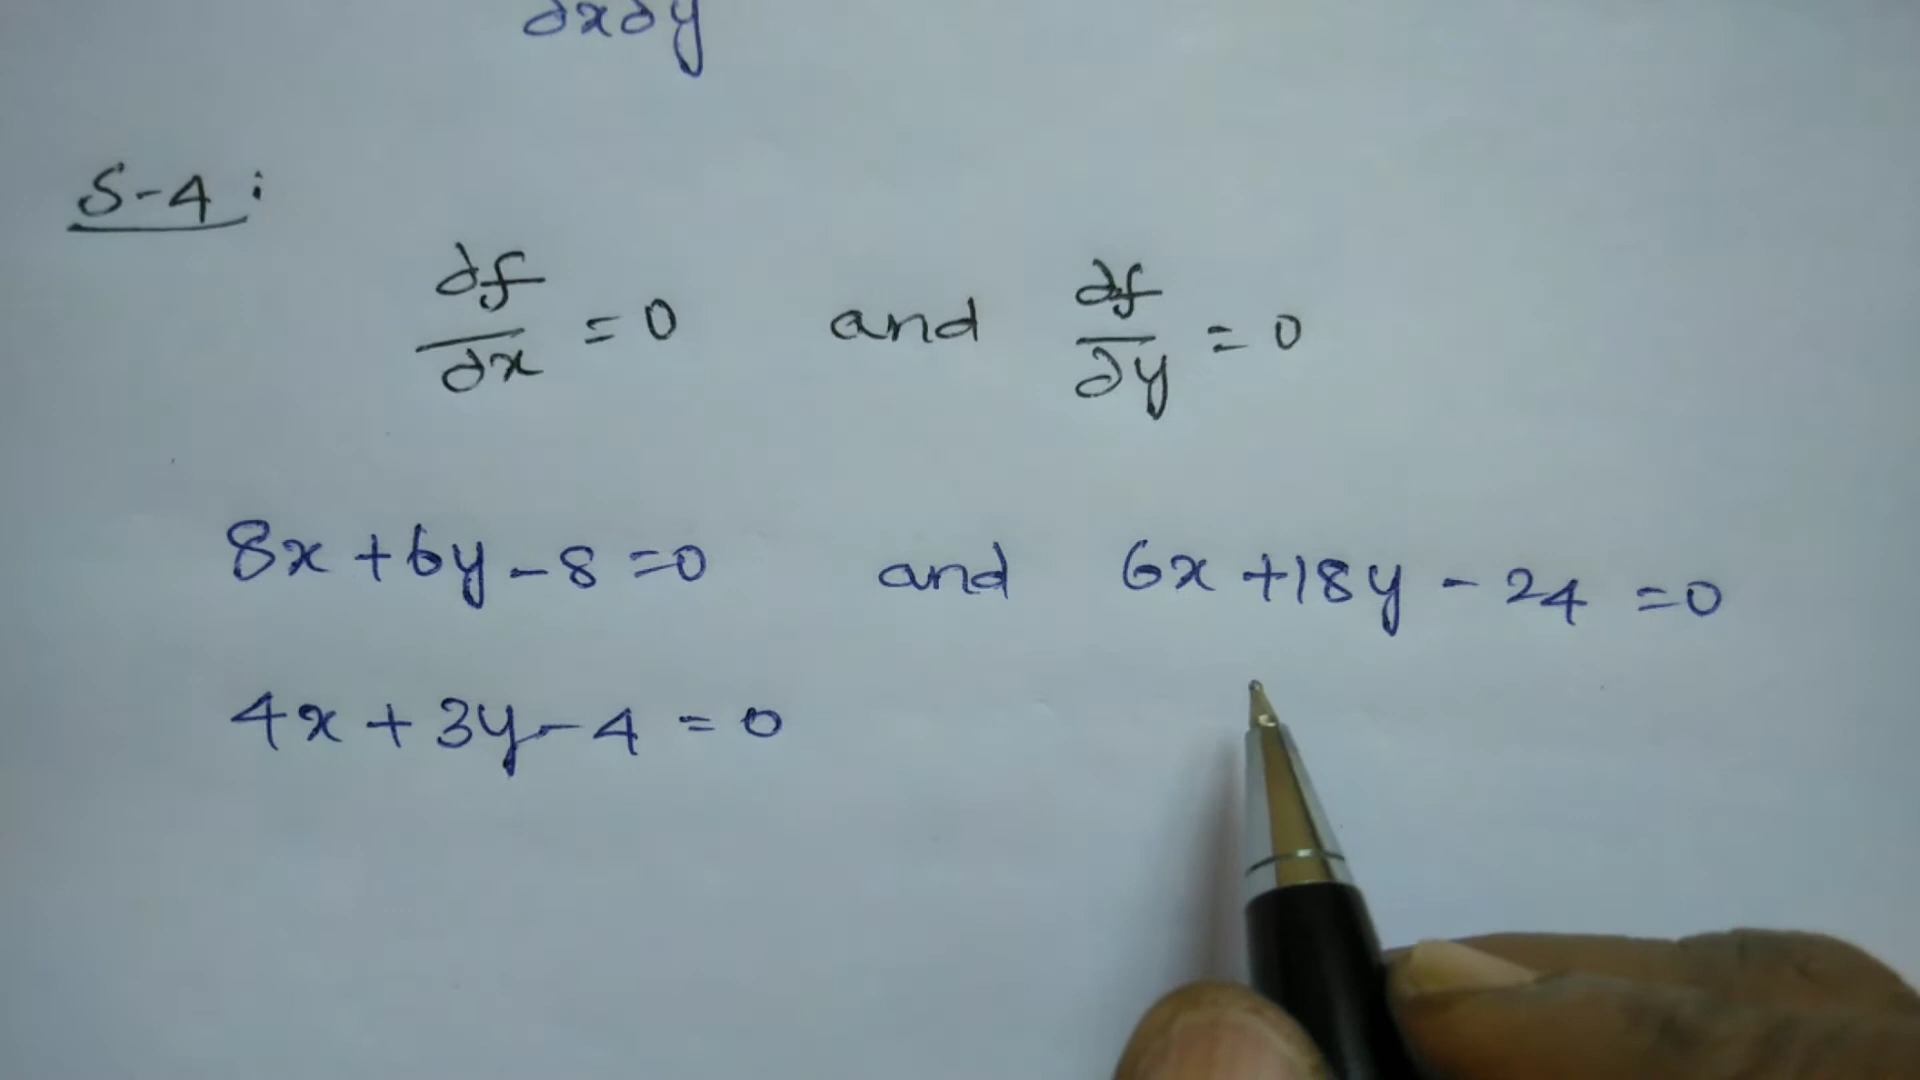 ∂x∂y
S-4:
∂f/∂x = 0 and ∂f/∂y = 0
8x + 6y - 8 = 0 and 6x + 18y - 24 = 0
4x + 3y - 4 = 0